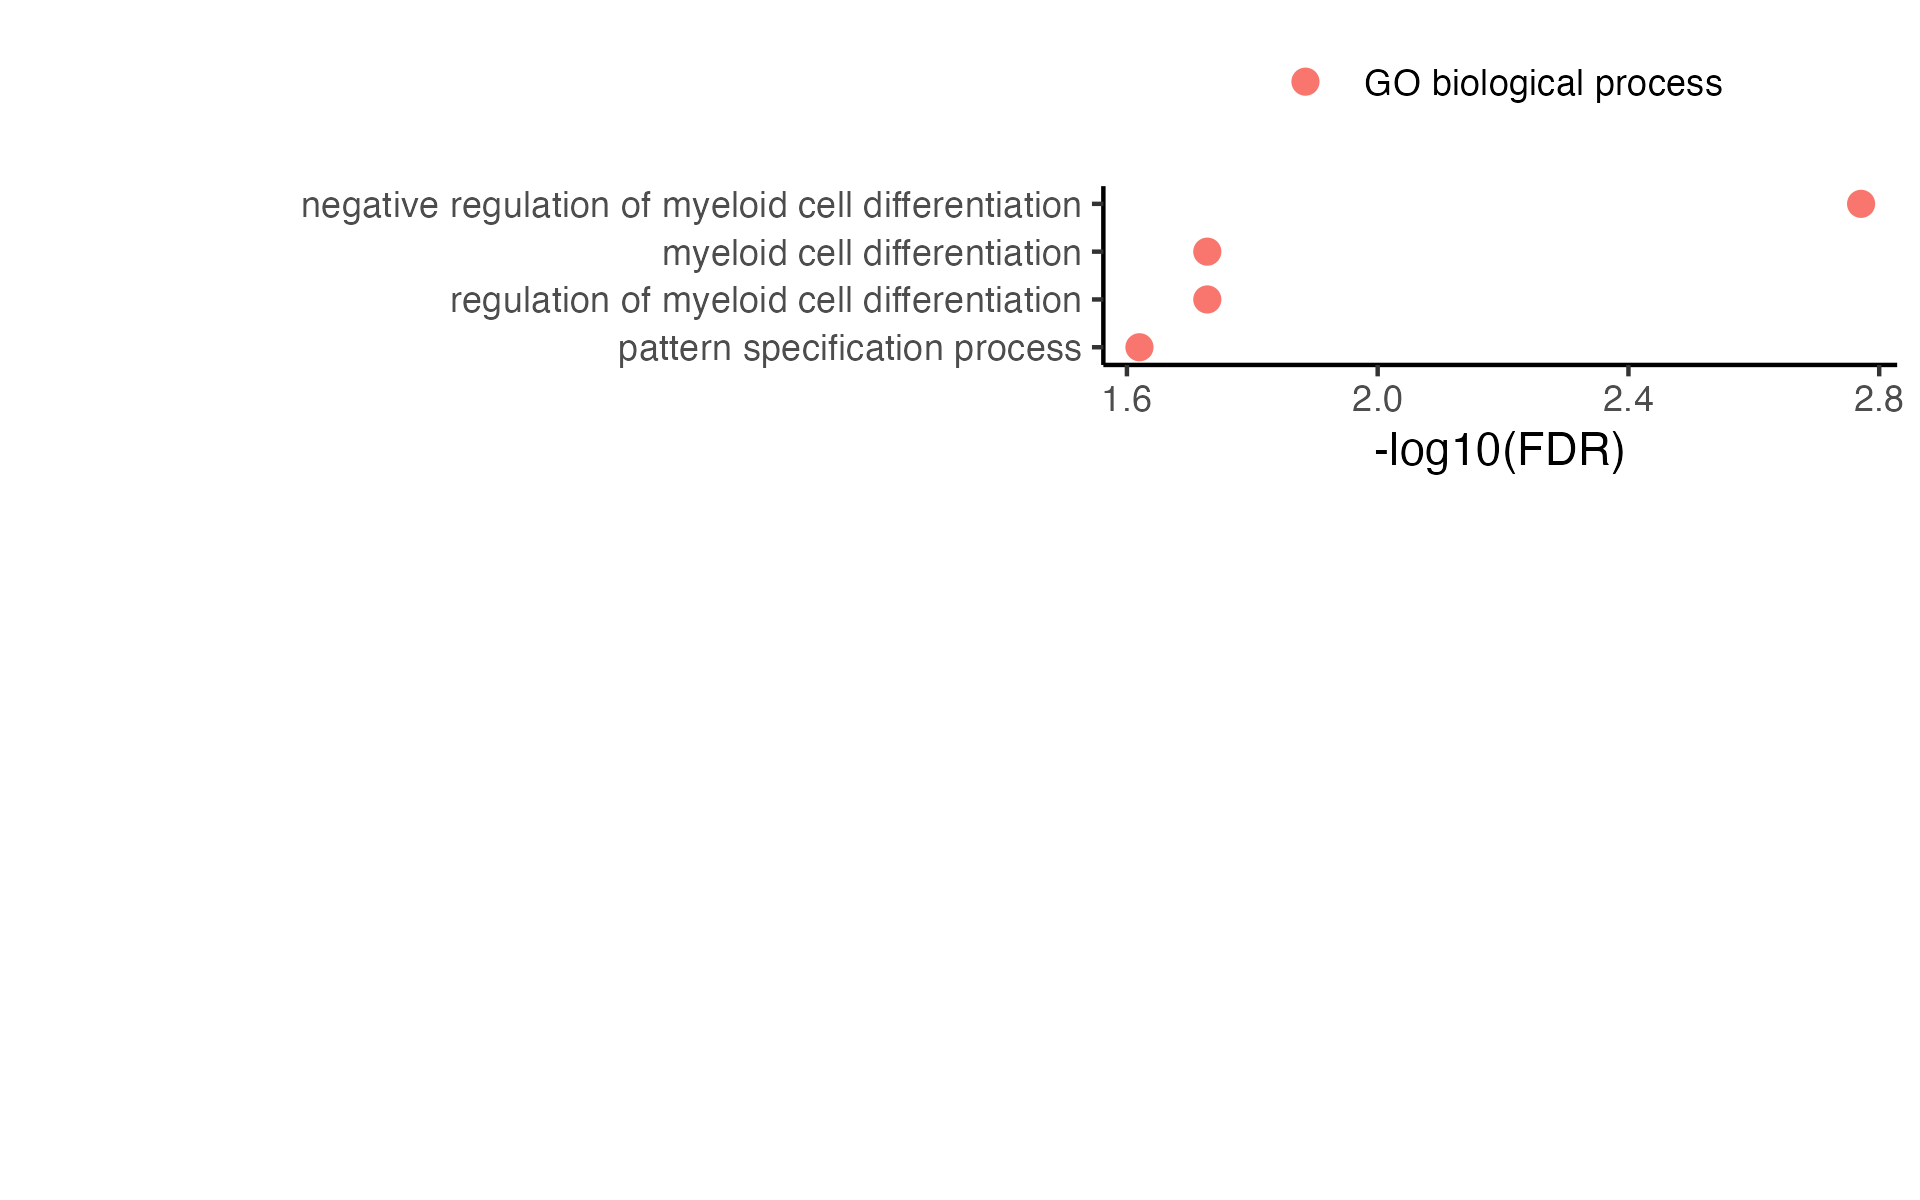 GO biological process
negative regulation of myeloid cell differentiation
myeloid cell differentiation
regulation of myeloid cell differentiation
pattern specification process
1.6 2.0 2.4 2.8
-log10(FDR)